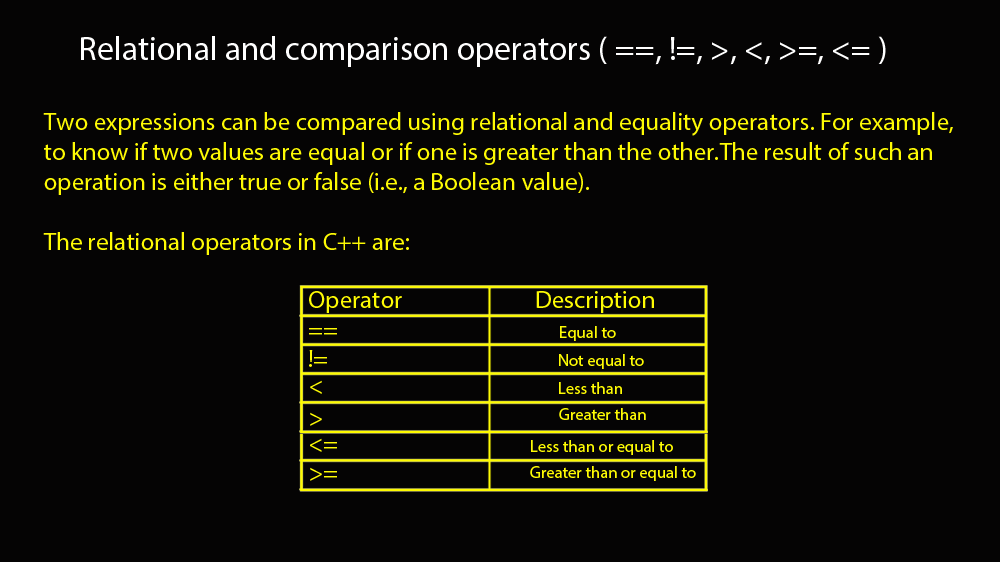 Relational and comparison operators ( ==, !=, >, <, >=, <= )
Two expressions can be compared using relational and equality operators. For example,
to know if two values are equal or if one is greater than the other.The result of such an
operation is either true or false (i.e., a Boolean value).
The relational operators in C++ are:
Operator Description
== Equal to
!= Not equal to
< Less than
> Greater than
<= Less than or equal to
>= Greater than or equal to